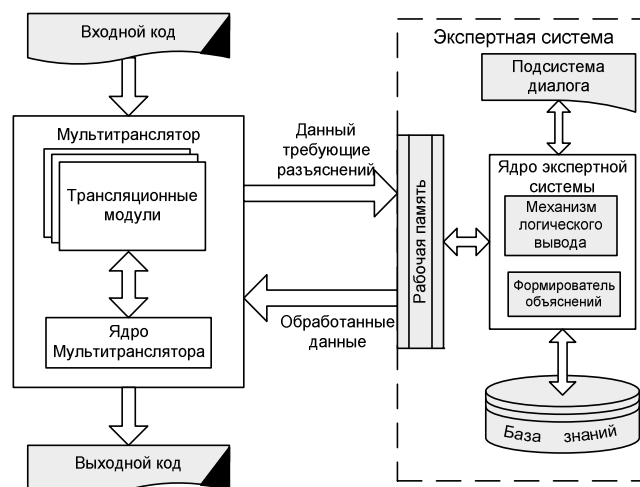 Входной код
Экспертная система
Подсистема
диалога
Мультитранслятор
Данный
требующие
разъяснений
Трансляционные
модули
Рабочая память
Ядро экспертной
системы
Механизм
логического
вывода
Формирователь
объяснений
Ядро
Мультитранслятора
Обработанные
данные
База знаний
Выходной код